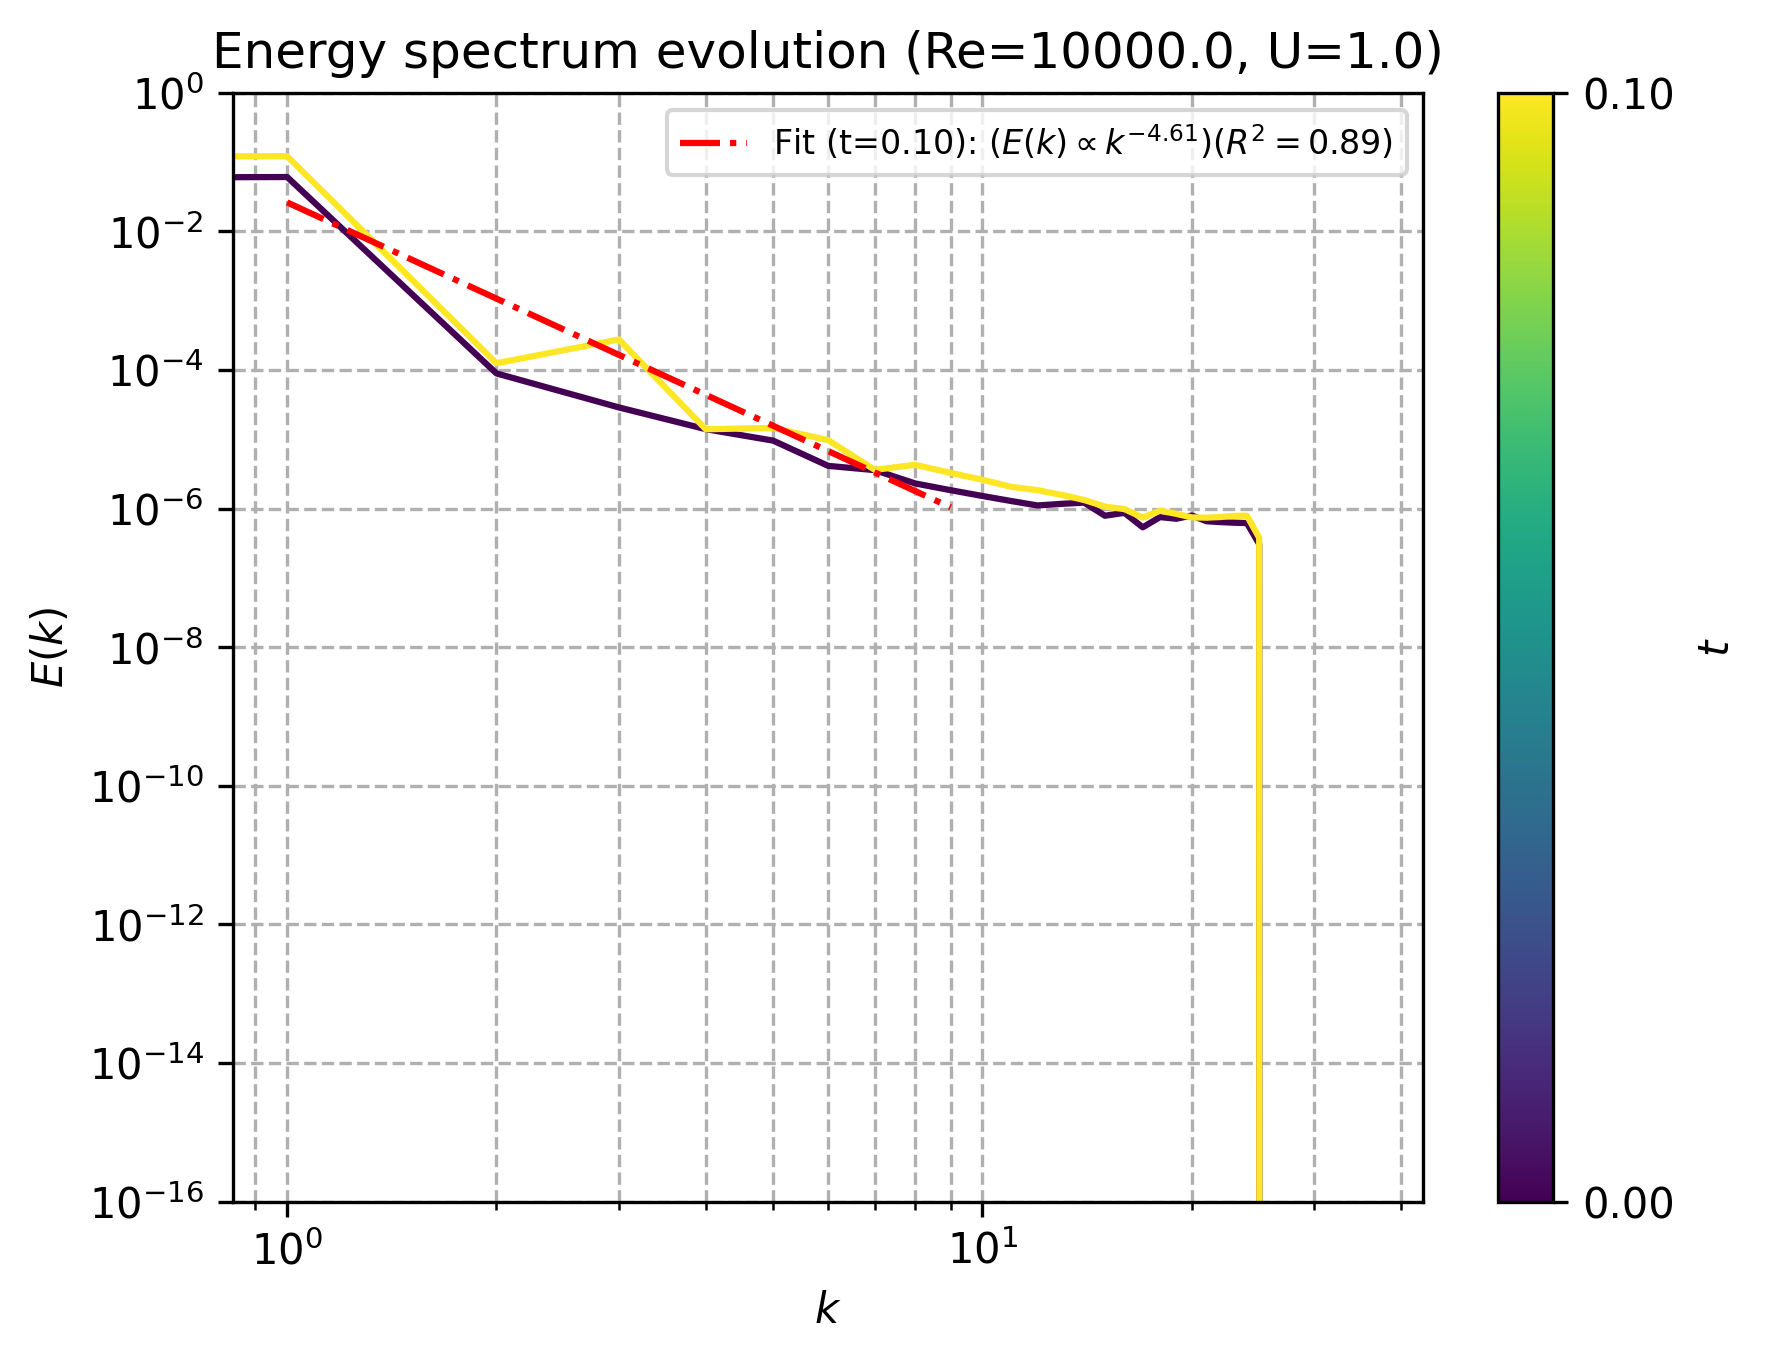 Energy spectrum evolution (Re=10000.0, U=1.0)
Fit (t=0.10): (E(k) ∝ k^{-4.61})(R^2 = 0.89)
10^0
10^{-2}
10^{-4}
10^{-6}
10^{-8}
10^{-10}
10^{-12}
10^{-14}
10^{-16}
E(k)
10^0
10^1
k
0.10
0.00
t